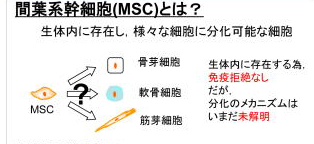 間葉系幹細胞(MSC)とは？
生体内に存在し，様々な細胞に分化可能な細胞
骨芽細胞
軟骨細胞
筋芽細胞
?
MSC
生体内に存在する為，
免疫拒絶なし
だが，
分化のメカニズムは
いまだ未解明